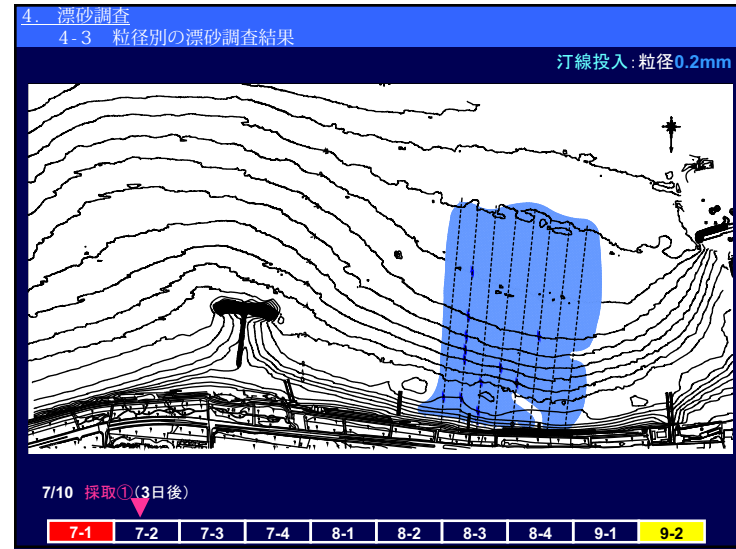 4. 漂砂調査
4-3 粒径別の漂砂調査結果
汀線投入:粒径0.2mm
7/10 採取①(3日後)
7-1 7-2 7-3 7-4 8-1 8-2 8-3 8-4 9-1 9-2